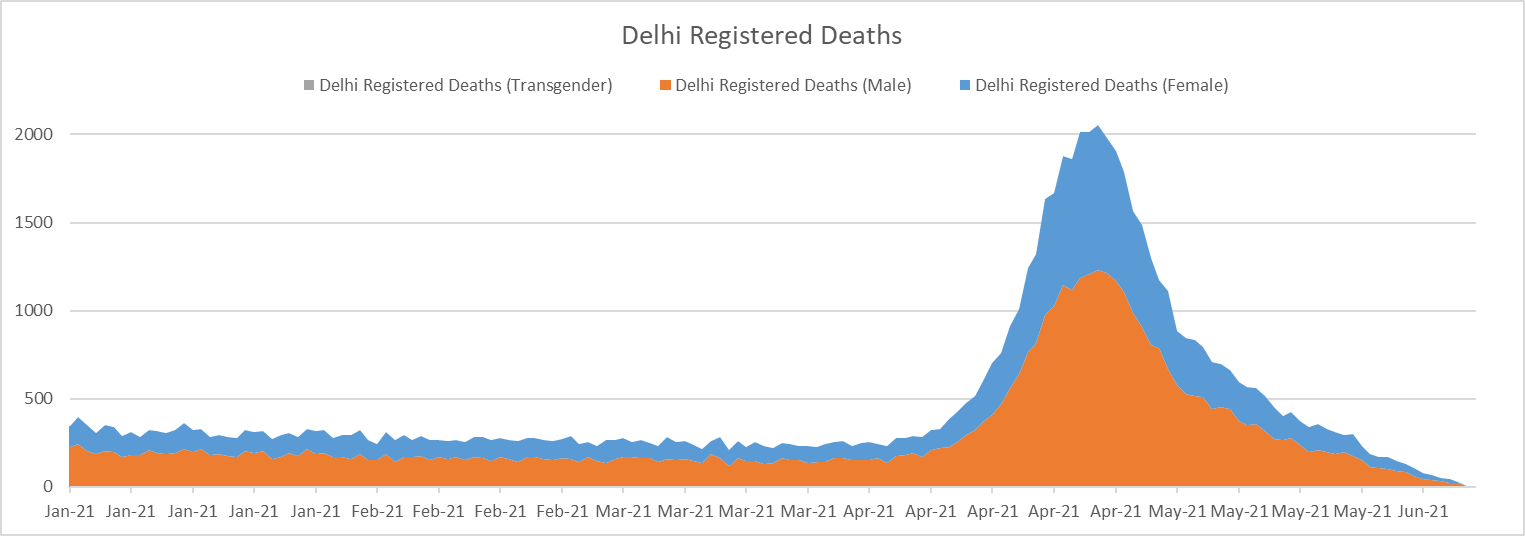 Delhi Registered Deaths
Delhi Registered Deaths (Transgender) Delhi Registered Deaths (Male) Delhi Registered Deaths (Female)
2000
1500
1000
500
0
Jan-21 Jan-21 Jan-21 Jan-21 Jan-21 Feb-21 Feb-21 Feb-21 Feb-21 Mar-21 Mar-21 Mar-21 Mar-21 Apr-21 Apr-21 Apr-21 Apr-21 Apr-21 May-21 May-21 May-21 May-21 Jun-21